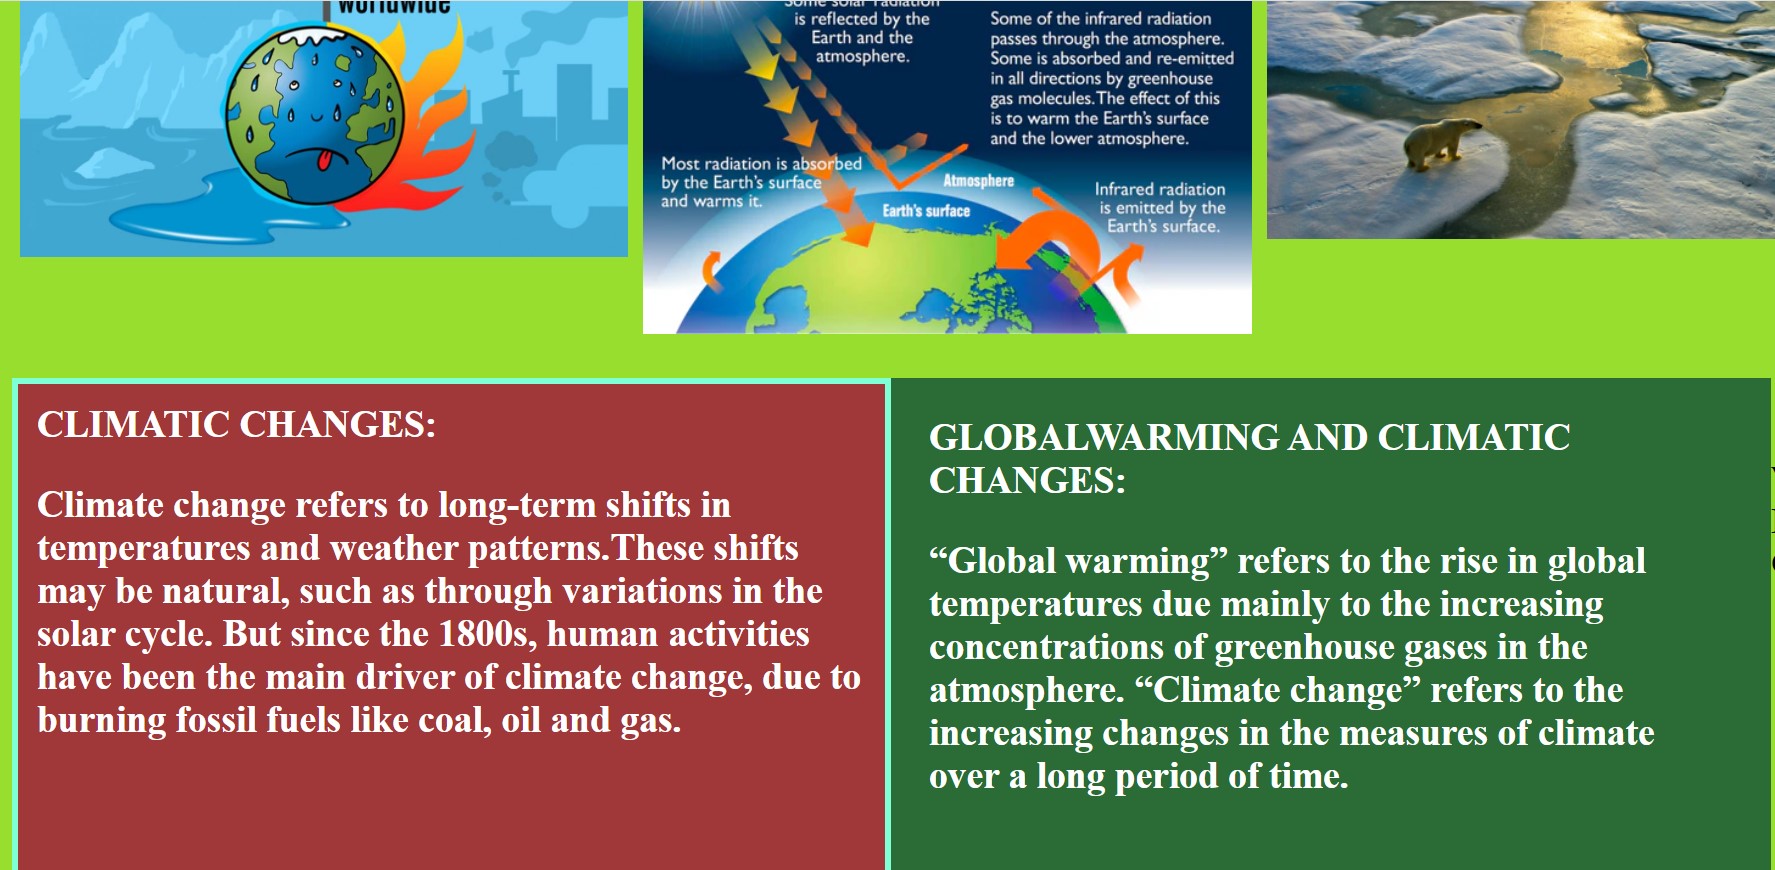 worldwide
Some solar radiation
is reflected by the
Earth and the
atmosphere.
Some of the infrared radiation
passes through the atmosphere.
Some is absorbed and re-emitted
in all directions by greenhouse
gas molecules.The effect of this
is to warm the Earth's surface
and the lower atmosphere.
Most radiation is absorbed
by the Earth's surface
and warms it.
Atmosphere
Earth's surface
Infrared radiation
is emitted by the
Earth's surface.
CLIMATIC CHANGES:
Climate change refers to long-term shifts in
temperatures and weather patterns.These shifts
may be natural, such as through variations in the
solar cycle. But since the 1800s, human activities
have been the main driver of climate change, due to
burning fossil fuels like coal, oil and gas.
GLOBALWARMING AND CLIMATIC
CHANGES:
“Global warming” refers to the rise in global
temperatures due mainly to the increasing
concentrations of greenhouse gases in the
atmosphere. “Climate change” refers to the
increasing changes in the measures of climate
over a long period of time.